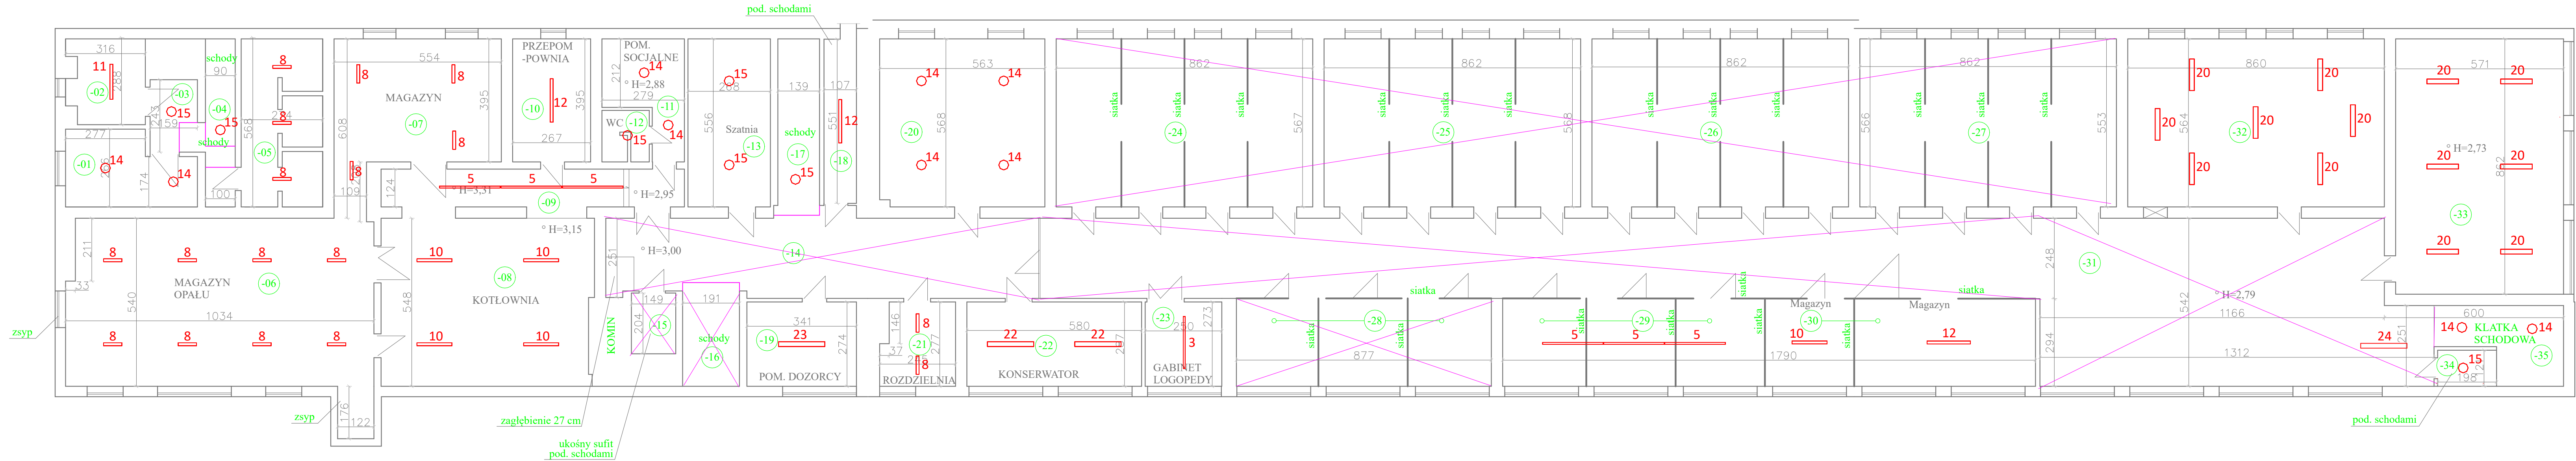 pod. schodami
316
11
288
-02
-03
243
159
15
277
-01
14
265
174
14
schody
90
-04
15
schody
100
8
568
8
-05
8
554
8
8
MAGAZYN
-07
395
608
8
8
109
124
PRZEPOM
-POWNIA
-10
12
395
267
POM.
SOCJALNE
14
212
° H=2,88
279
-11
WC
-12
15
14
15
268
556
Szatnia
-13
15
139
schody
-17
15
107
551
12
-18
563
14
14
-20
568
14
14
862
siatka
siatka
siatka
-24
567
862
siatka
siatka
siatka
-25
568
862
siatka
siatka
siatka
-26
862
566
siatka
siatka
siatka
-27
553
860
20
20
564
20
20
20
-32
20
20
571
20
20
° H=2,73
20
20
862
-33
20
20
5
5
5
° H=3,31
° H=2,95
-09
° H=3,15
° H=3,00
251
-14
211
33
8
8
8
8
MAGAZYN
OPAŁU
-06
540
1034
8
8
8
8
zsyp
zsyp
176
122
10
10
-08
KOTŁOWNIA
548
10
10
KOMIN
zagłębienie 27 cm
ukośny sufit
pod. schodami
149
204
-15
191
schody
-16
341
-19
23
274
POM. DOZORCY
146
8
-21
277
37
8
ROZDZIELNIA
580
22
-22
22
KONSERWATOR
-23
250
273
3
GABINET
LOGOPEDY
siatka
siatka
-28
siatka
877
siatka
siatka
5
5
5
-29
siatka
siatka
1790
Magazyn
-30
10
Magazyn
siatka
12
248
-31
294
542
° H=2,79
1166
1312
24
251
600
14
KLATKA
SCHODOWA
14
-34
15
198
-35
pod. schodami